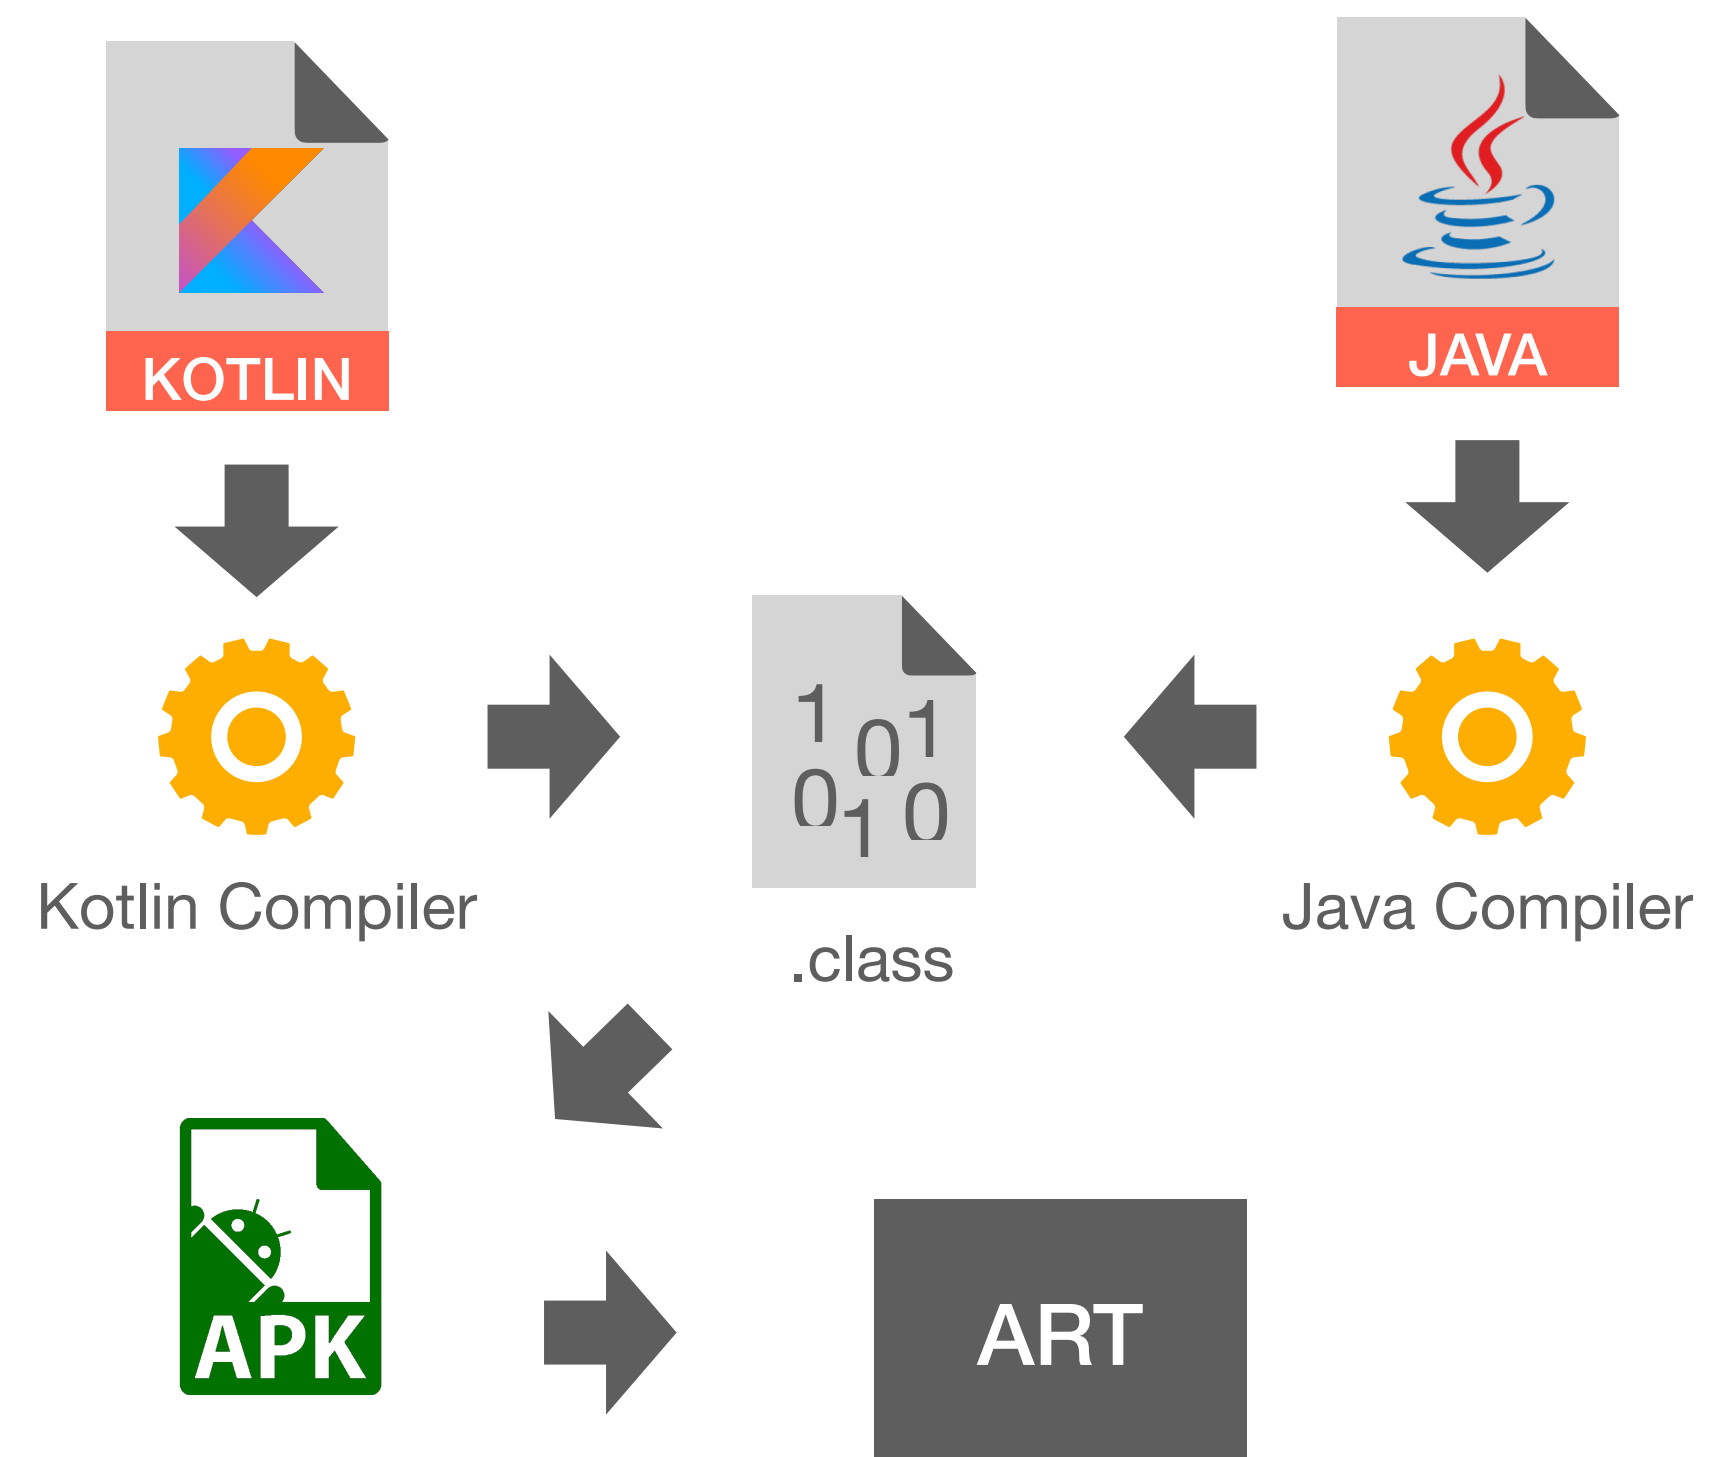 KOTLIN
JAVA
1 0 1
0 1 0
Kotlin Compiler
.class
Java Compiler
APK
ART